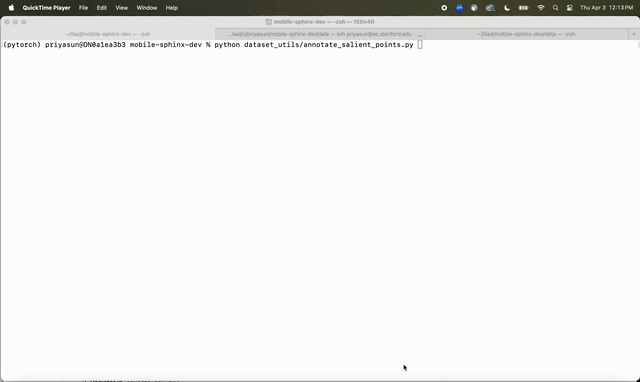 QuickTime Player File Edit View Window Help Thu Apr 3 12:13 PM
mobile-sphinx-dev — -zsh — 150×40
~/iliad/mobile-sphinx-dev — -zsh ...iliad/u/priyasun/mobile-sphinx-dev/data — ssh priyasun@sc.stanford.edu ... ~/iliad/mobile-sphinx-dev/data — -zsh +
(pytorch) priyasun@DN0a1ea3b3 mobile-sphinx-dev % python dataset_utils/annotate_salient_points.py